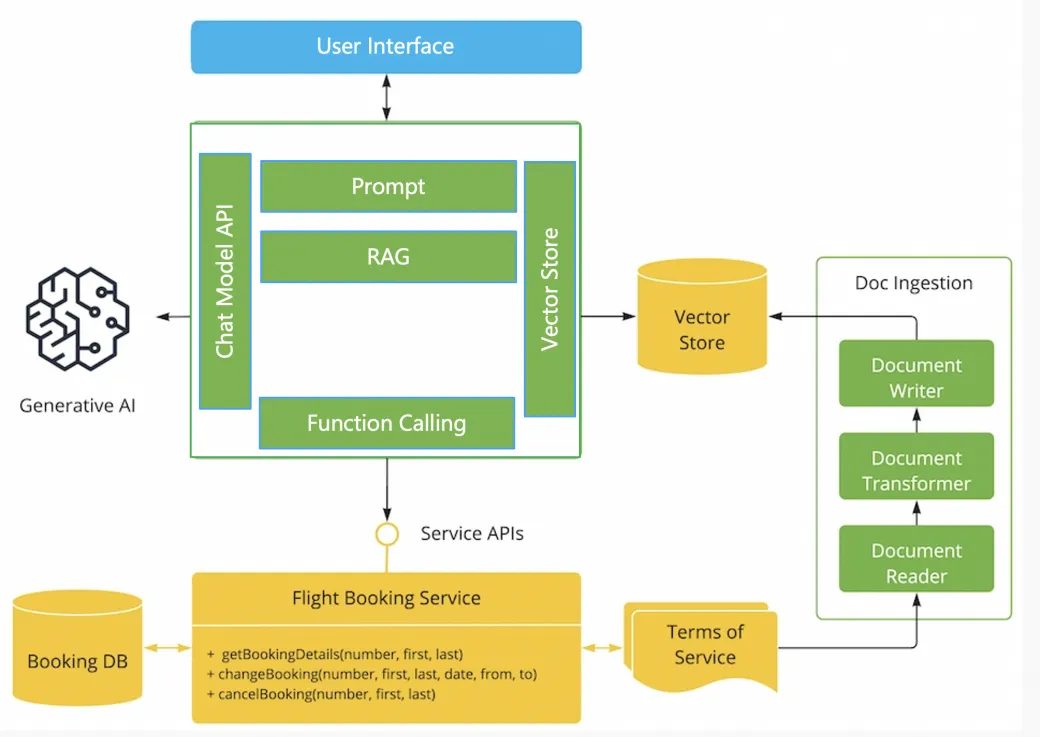 User Interface
Chat Model API
Prompt
RAG
Vector Store
Function Calling
Generative AI
Vector
Store
Doc Ingestion
Document
Writer
Document
Transformer
Document
Reader
Service APIs
Flight Booking Service
+ getBookingDetails(number, first, last)
+ changeBooking(number, first, last, date, from, to)
+ cancelBooking(number, first, last)
Booking DB
Terms of
Service